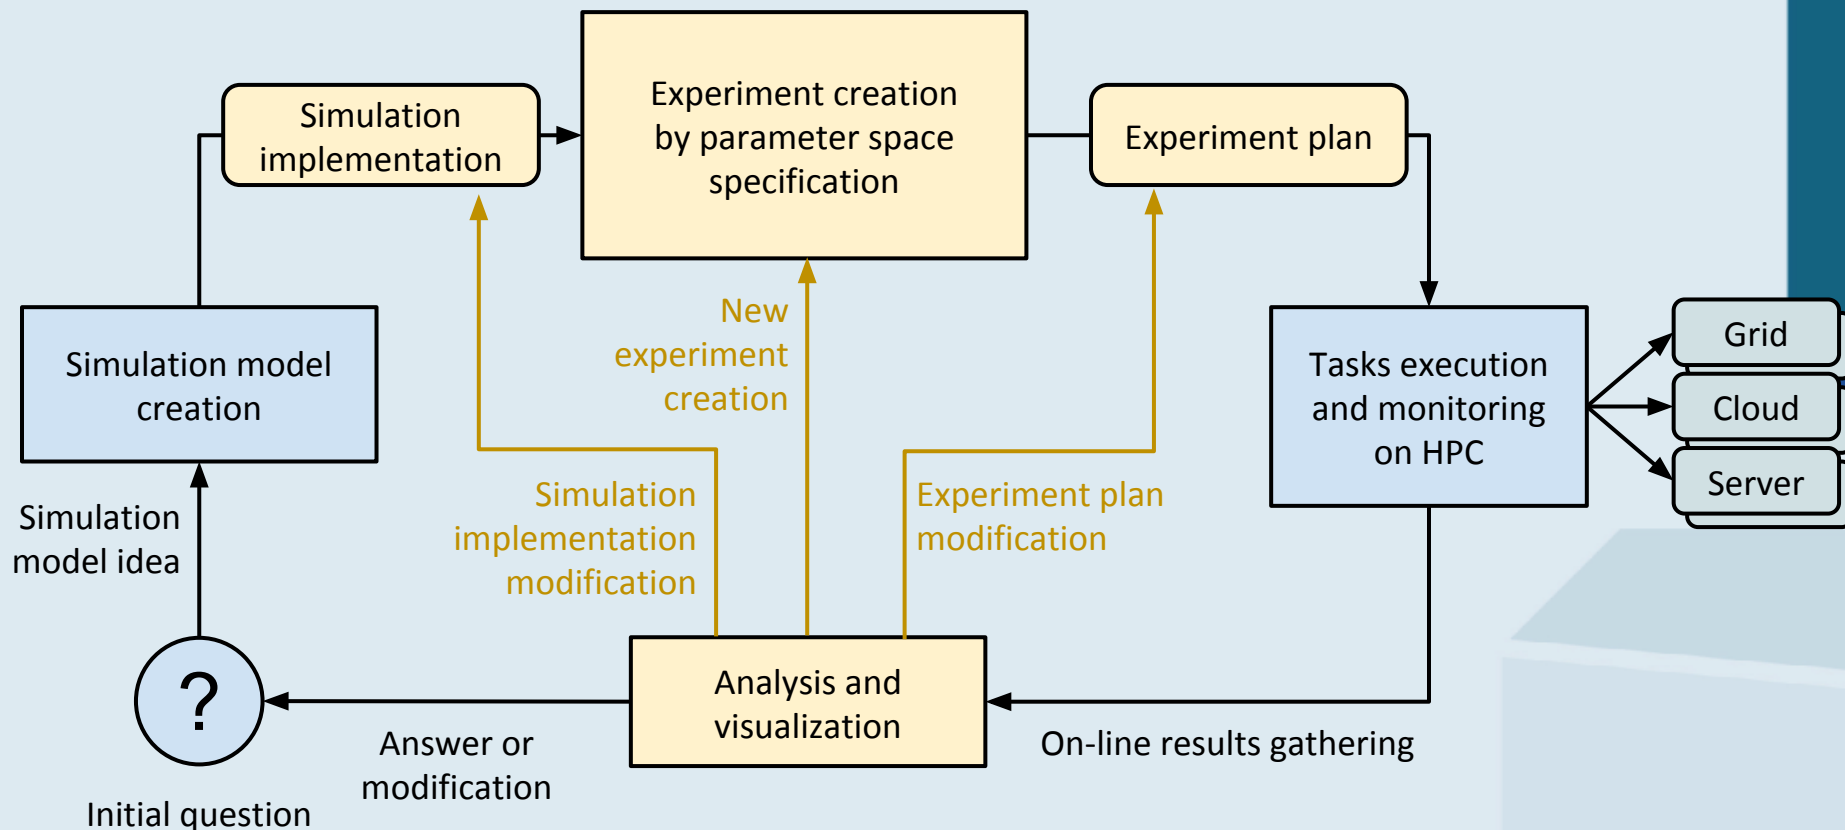 Simulation
implementation
Experiment creation
by parameter space
specification
Experiment plan
Simulation model
creation
New
experiment
creation
Tasks execution
and monitoring
on HPC
Grid
Cloud
Server
Simulation
model idea
Simulation
implementation
modification
Experiment plan
modification
?
Analysis and
visualization
Answer or
modification
On-line results gathering
Initial question